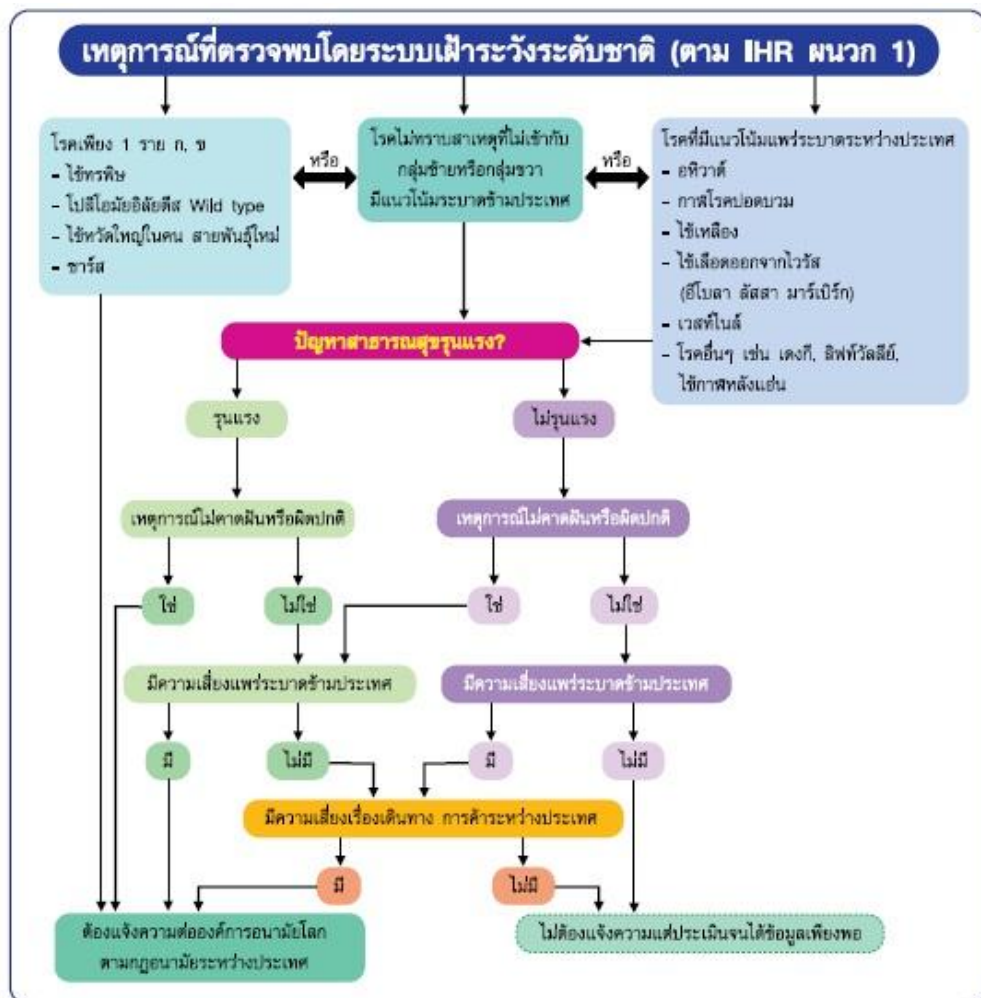 เหตุการณ์ที่ตรวจพบโดยระบบเฝ้าระวังระดับชาติ (ตาม IHR ผนวก 1)
โรคเพียง 1 ราย ก, ข
- ไข้ทรพิษ
- โปลิโอมัยอิลัยตีส Wild type
- ไข้หวัดใหญ่ในคน สายพันธุ์ใหม่
- ซาร์ส
หรือ
โรคไม่ทราบสาเหตุที่ไม่เข้ากับ
กลุ่มซ้ายหรือกลุ่มขวา
มีแนวโน้มระบาดข้ามประเทศ
หรือ
โรคที่มีแนวโน้มแพร่ระบาดระหว่างประเทศ
- อหิวาต์
- กาฬโรคปอดบวม
- ไข้เหลือง
- ไข้เลือดออกจากไวรัส
(อีโบลา ลัสสา มาร์เบิร์ก)
- เวสท์ไนล์
- โรคอื่นๆ เช่น เดงกี, ลิฟท์วัลลีย์,
ไข้กาฬหลังแอ่น
ปัญหาสาธารณสุขรุนแรง?
รุนแรง
ไม่รุนแรง
เหตุการณ์ไม่คาดฝันหรือผิดปกติ
เหตุการณ์ไม่คาดฝันหรือผิดปกติ
ใช่
ไม่ใช่
ใช่
ไม่ใช่
มีความเสี่ยงแพร่ระบาดข้ามประเทศ
มีความเสี่ยงแพร่ระบาดข้ามประเทศ
มี
ไม่มี
มี
ไม่มี
มีความเสี่ยงเรื่องเดินทาง การค้าระหว่างประเทศ
มี
ไม่มี
ต้องแจ้งความต่อองค์การอนามัยโลก
ตามกฎอนามัยระหว่างประเทศ
ไม่ต้องแจ้งความแต่ประเมินจนได้ข้อมูลเพียงพอ